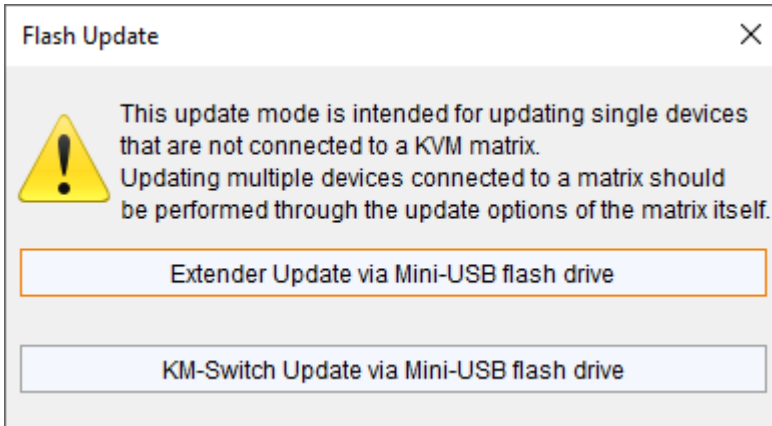 Flash Update
This update mode is intended for updating single devices
that are not connected to a KVM matrix.
Updating multiple devices connected to a matrix should
be performed through the update options of the matrix itself.
Extender Update via Mini-USB flash drive
KM-Switch Update via Mini-USB flash drive